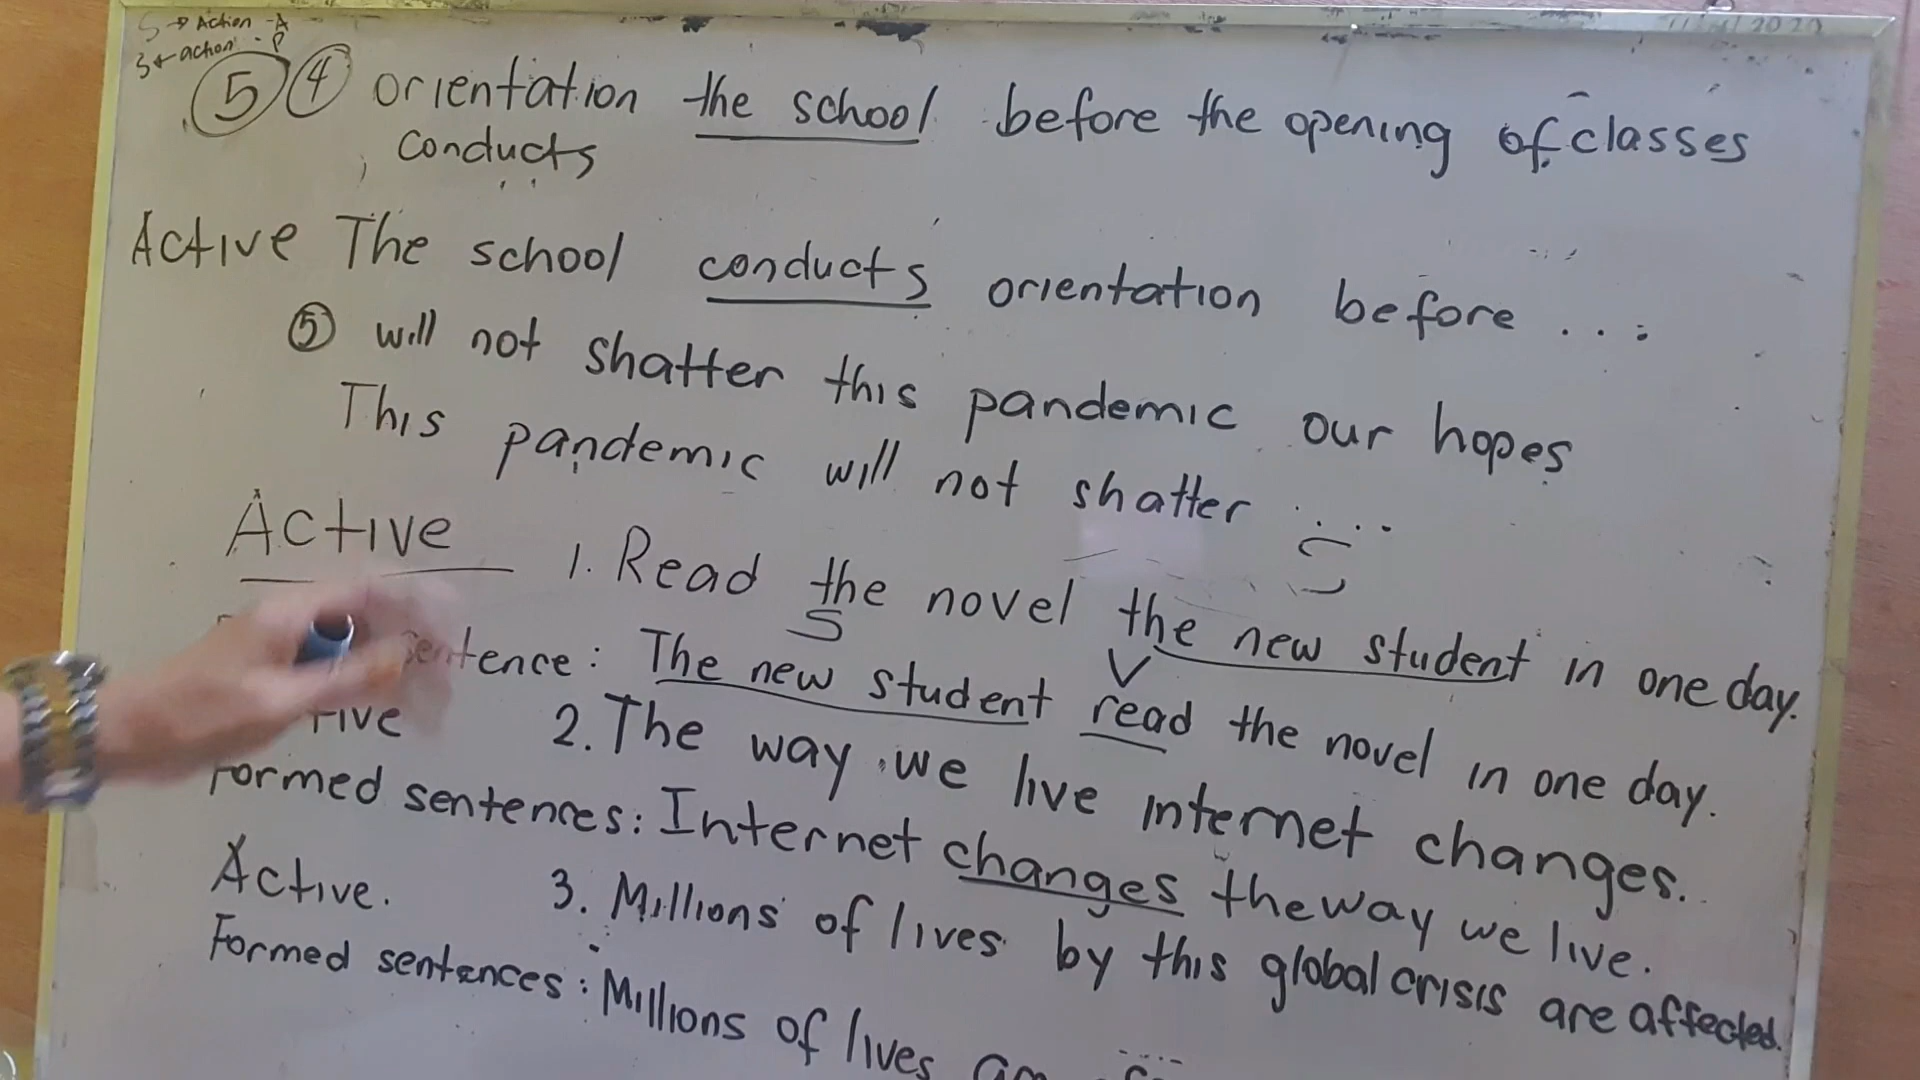 S → Action - A
S ← action - P
⑤ ④ orientation the school before the opening of classes
conducts
Active The school conducts orientation before ...
⑤ will not shatter this pandemic our hopes
This pandemic will not shatter ....
Active 1. Read the novel the new student in one day.
S V
sentence: The new student read the novel in one day.
tive 2. The way we live internet changes.
Formed sentences: Internet changes the way we live.
Active. 3. Millions of lives by this global crisis are affected.
Formed sentences: Millions of lives